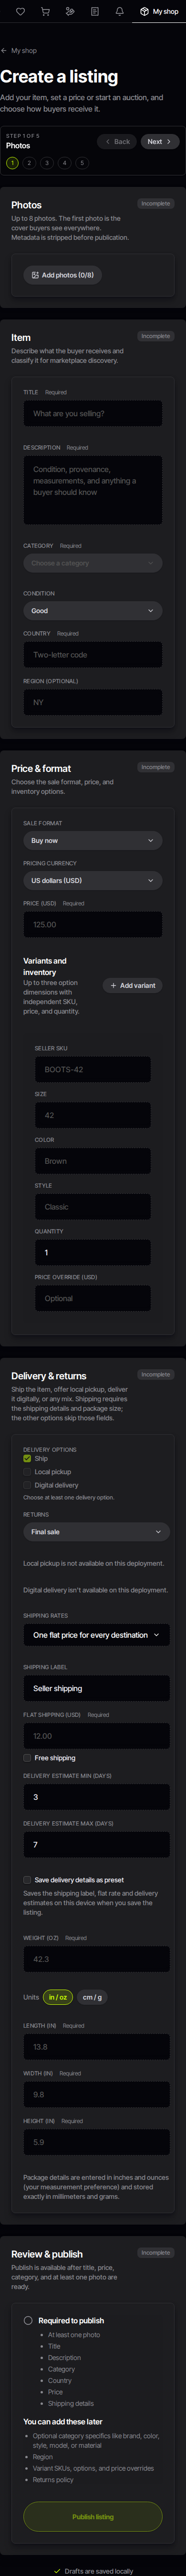 My shop
My shop
Create a listing
Add your item, set a price or start an auction, and
choose how buyers receive it.
STEP 1 OF 5
Photos
Back
Next
1
2
3
4
5
Photos
Incomplete
Up to 8 photos. The first photo is the
cover buyers see everywhere.
Metadata is stripped before publication.
Add photos (0/8)
Item
Incomplete
Describe what the buyer receives and
classify it for marketplace discovery.
TITLE Required
What are you selling?
DESCRIPTION Required
Condition, provenance,
measurements, and anything a
buyer should know
CATEGORY Required
Choose a category
CONDITION
Good
COUNTRY Required
Two-letter code
REGION (OPTIONAL)
NY
Price & format
Incomplete
Choose the sale format, price, and
inventory options.
SALE FORMAT
Buy now
PRICING CURRENCY
US dollars (USD)
PRICE (USD) Required
125.00
Variants and
inventory
Up to three option
dimensions with
independent SKU,
price, and quantity.
Add variant
SELLER SKU
BOOTS-42
SIZE
42
COLOR
Brown
STYLE
Classic
QUANTITY
1
PRICE OVERRIDE (USD)
Optional
Delivery & returns
Incomplete
Ship the item, offer local pickup, deliver
it digitally, or any mix. Shipping requires
the shipping details and package size;
the other options skip those fields.
DELIVERY OPTIONS
Ship
Local pickup
Digital delivery
Choose at least one delivery option.
RETURNS
Final sale
Local pickup is not available on this deployment.
Digital delivery isn't available on this deployment.
SHIPPING RATES
One flat price for every destination
SHIPPING LABEL
Seller shipping
FLAT SHIPPING (USD) Required
12.00
Free shipping
DELIVERY ESTIMATE MIN (DAYS)
3
DELIVERY ESTIMATE MAX (DAYS)
7
Save delivery details as preset
Saves the shipping label, flat rate and delivery
estimates on this device when you save the
listing.
WEIGHT (OZ) Required
42.3
Units
in / oz
cm / g
LENGTH (IN) Required
13.8
WIDTH (IN) Required
9.8
HEIGHT (IN) Required
5.9
Package details are entered in inches and ounces
(your measurement preference) and stored
exactly in millimeters and grams.
Review & publish
Incomplete
Publish is available after title, price,
category, and at least one photo are
ready.
Required to publish
At least one photo
Title
Description
Category
Country
Price
Shipping details
You can add these later
Optional category specifics like brand, color,
style, model, or material
Region
Variant SKUs, options, and price overrides
Returns policy
Publish listing
Drafts are saved locally